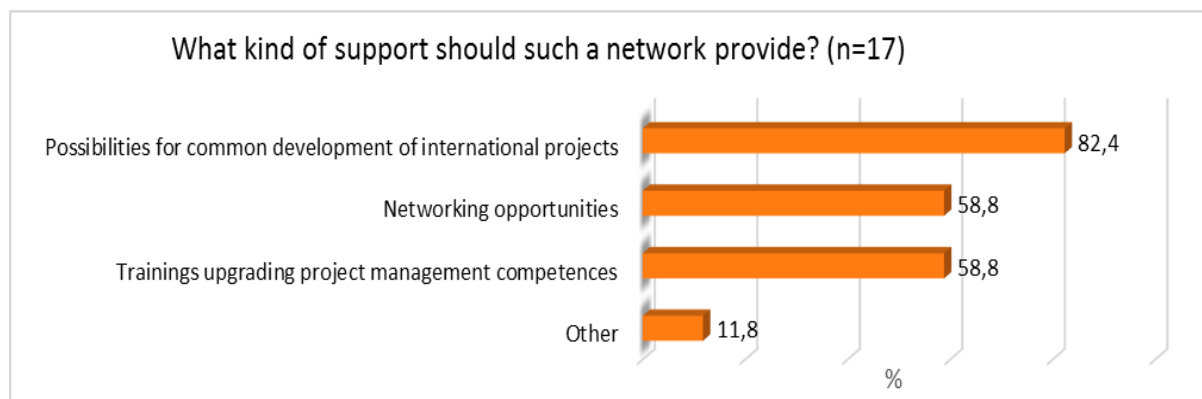 What kind of support should such a network provide? (n=17)
Possibilities for common development of international projects
82,4
Networking opportunities
58,8
Trainings upgrading project management competences
58,8
Other
11,8
%